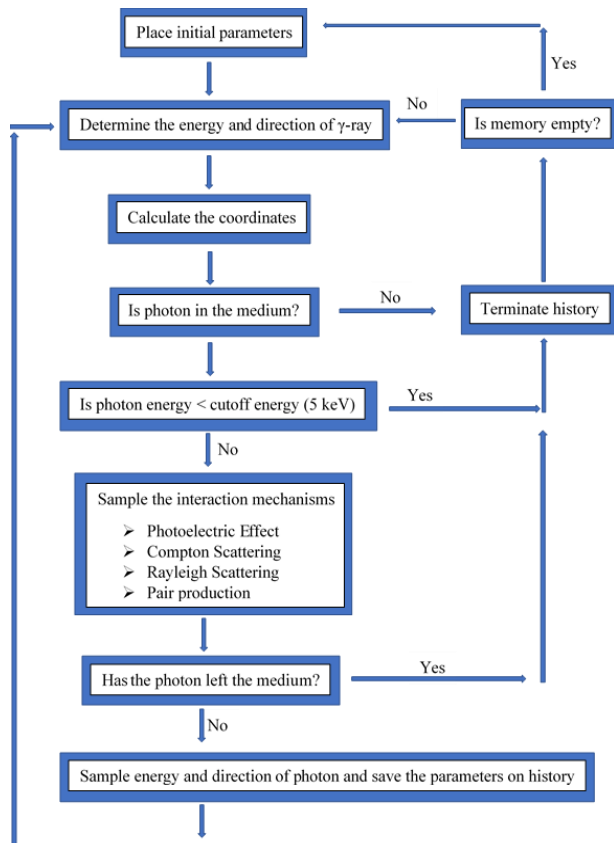 Place initial parameters
Yes
No
Determine the energy and direction of γ-ray
Is memory empty?
Calculate the coordinates
Is photon in the medium?
No
Terminate history
Is photon energy < cutoff energy (5 keV)
Yes
No
Sample the interaction mechanisms
➢ Photoelectric Effect
➢ Compton Scattering
➢ Rayleigh Scattering
➢ Pair production
Has the photon left the medium?
Yes
No
Sample energy and direction of photon and save the parameters on history